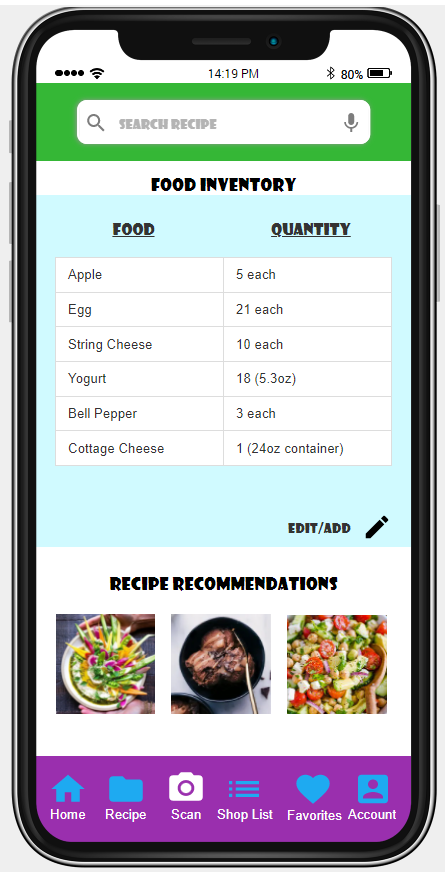 14:19 PM 80%
SEARCH RECIPE
FOOD INVENTORY
FOOD QUANTITY
Apple 5 each
Egg 21 each
String Cheese 10 each
Yogurt 18 (5.3oz)
Bell Pepper 3 each
Cottage Cheese 1 (24oz container)
EDIT/ADD
RECIPE RECOMMENDATIONS
Home Recipe Scan Shop List Favorites Account